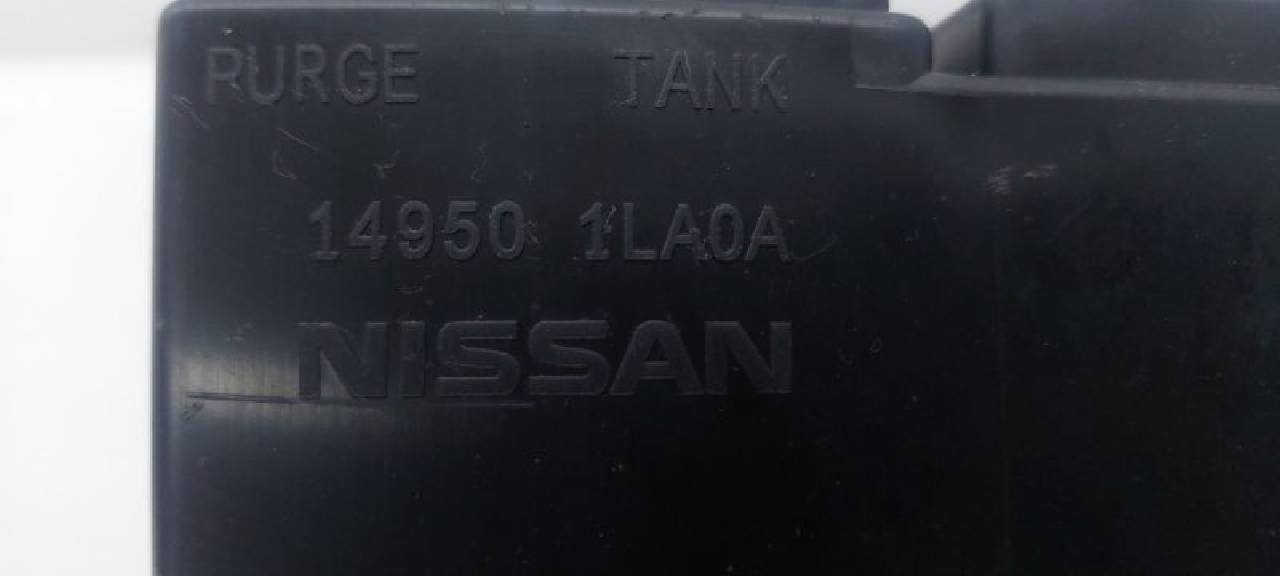 PURGE TANK
14950 1LA0A
NISSAN